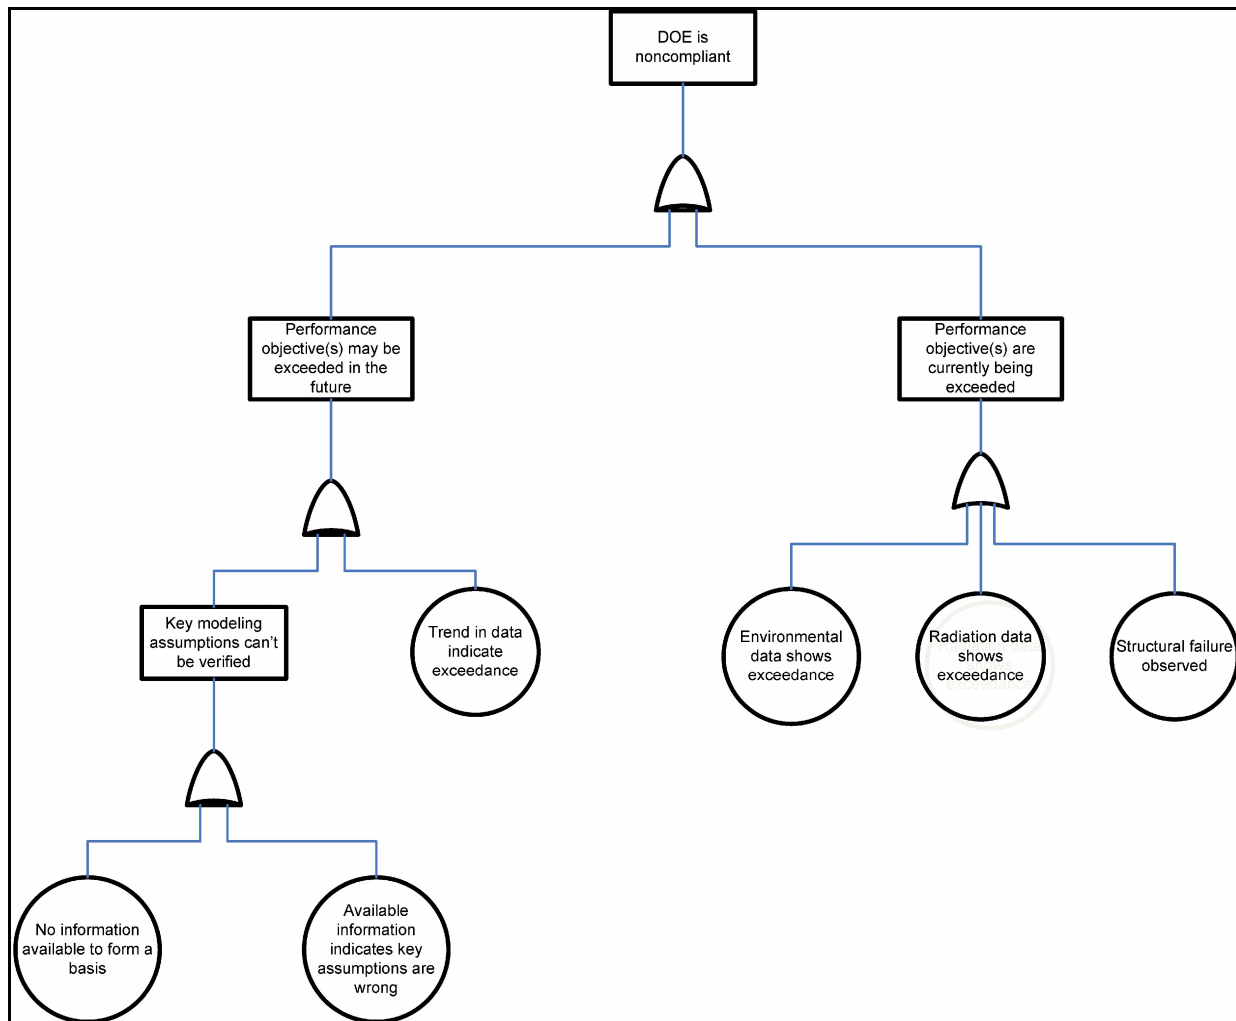 DOE is
noncompliant
Performance
objective(s) may be
exceeded in the
future
Performance
objective(s) are
currently being
exceeded
Key modeling
assumptions can't
be verified
Trend in data
indicate
exceedance
Environmental
data shows
exceedance
Radiation data
shows
exceedance
Structural failure
observed
No information
available to form a
basis
Available
information
indicates key
assumptions are
wrong